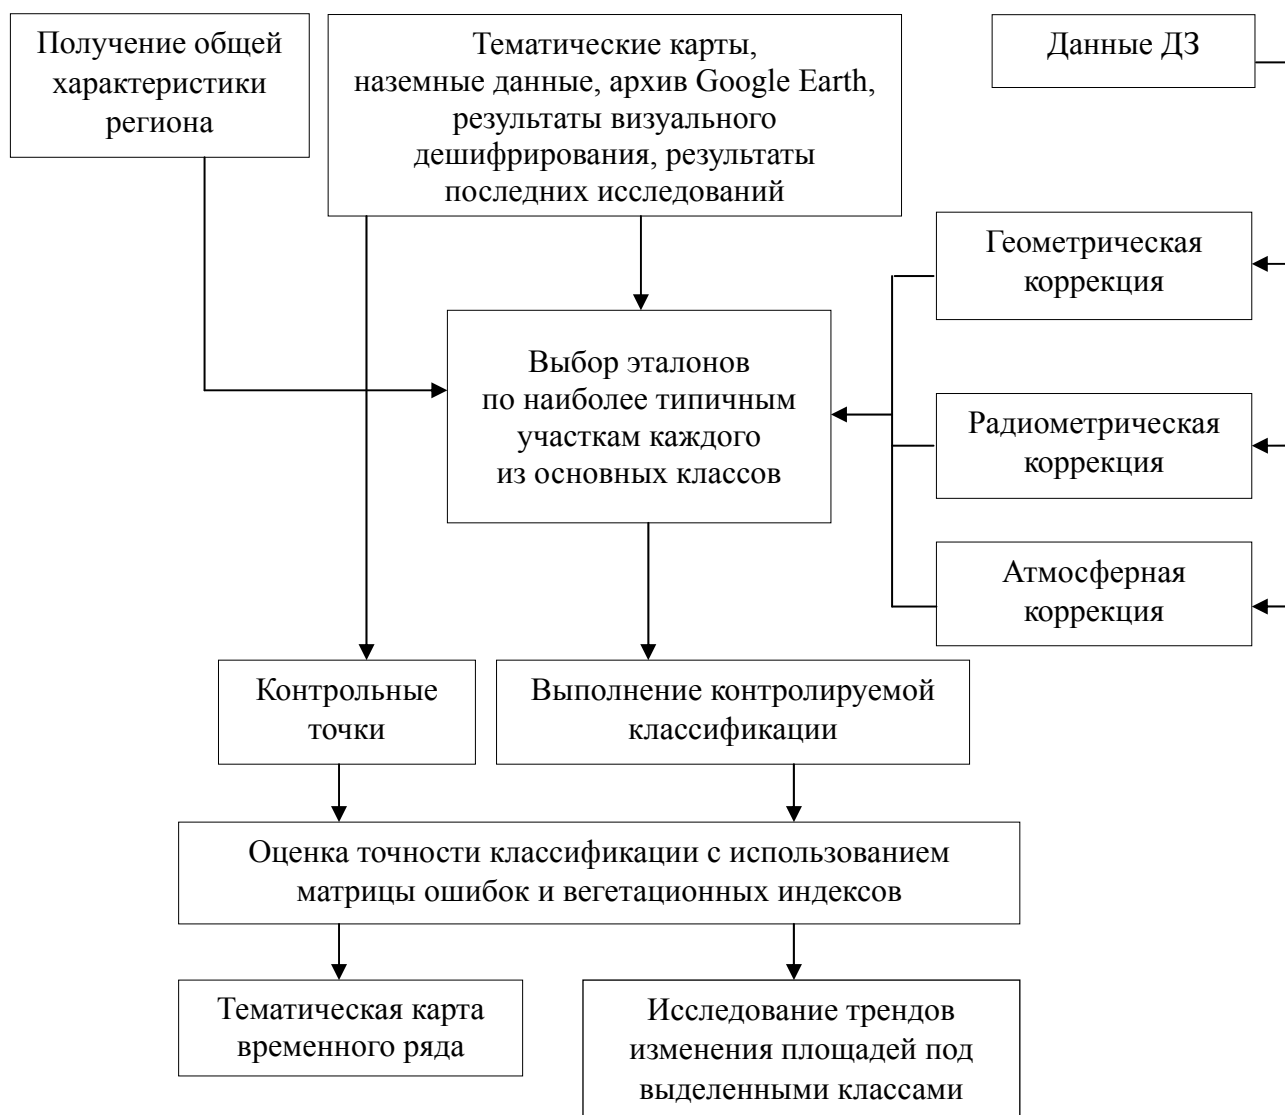 Получение общей
характеристики
региона
Тематические карты,
наземные данные, архив Google Earth,
результаты визуального
дешифрирования, результаты
последних исследований
Данные ДЗ
Геометрическая
коррекция
Выбор эталонов
по наиболее типичным
участкам каждого
из основных классов
Радиометрическая
коррекция
Атмосферная
коррекция
Контрольные
точки
Выполнение контролируемой
классификации
Оценка точности классификации с использованием
матрицы ошибок и вегетационных индексов
Тематическая карта
временного ряда
Исследование трендов
изменения площадей под
выделенными классами